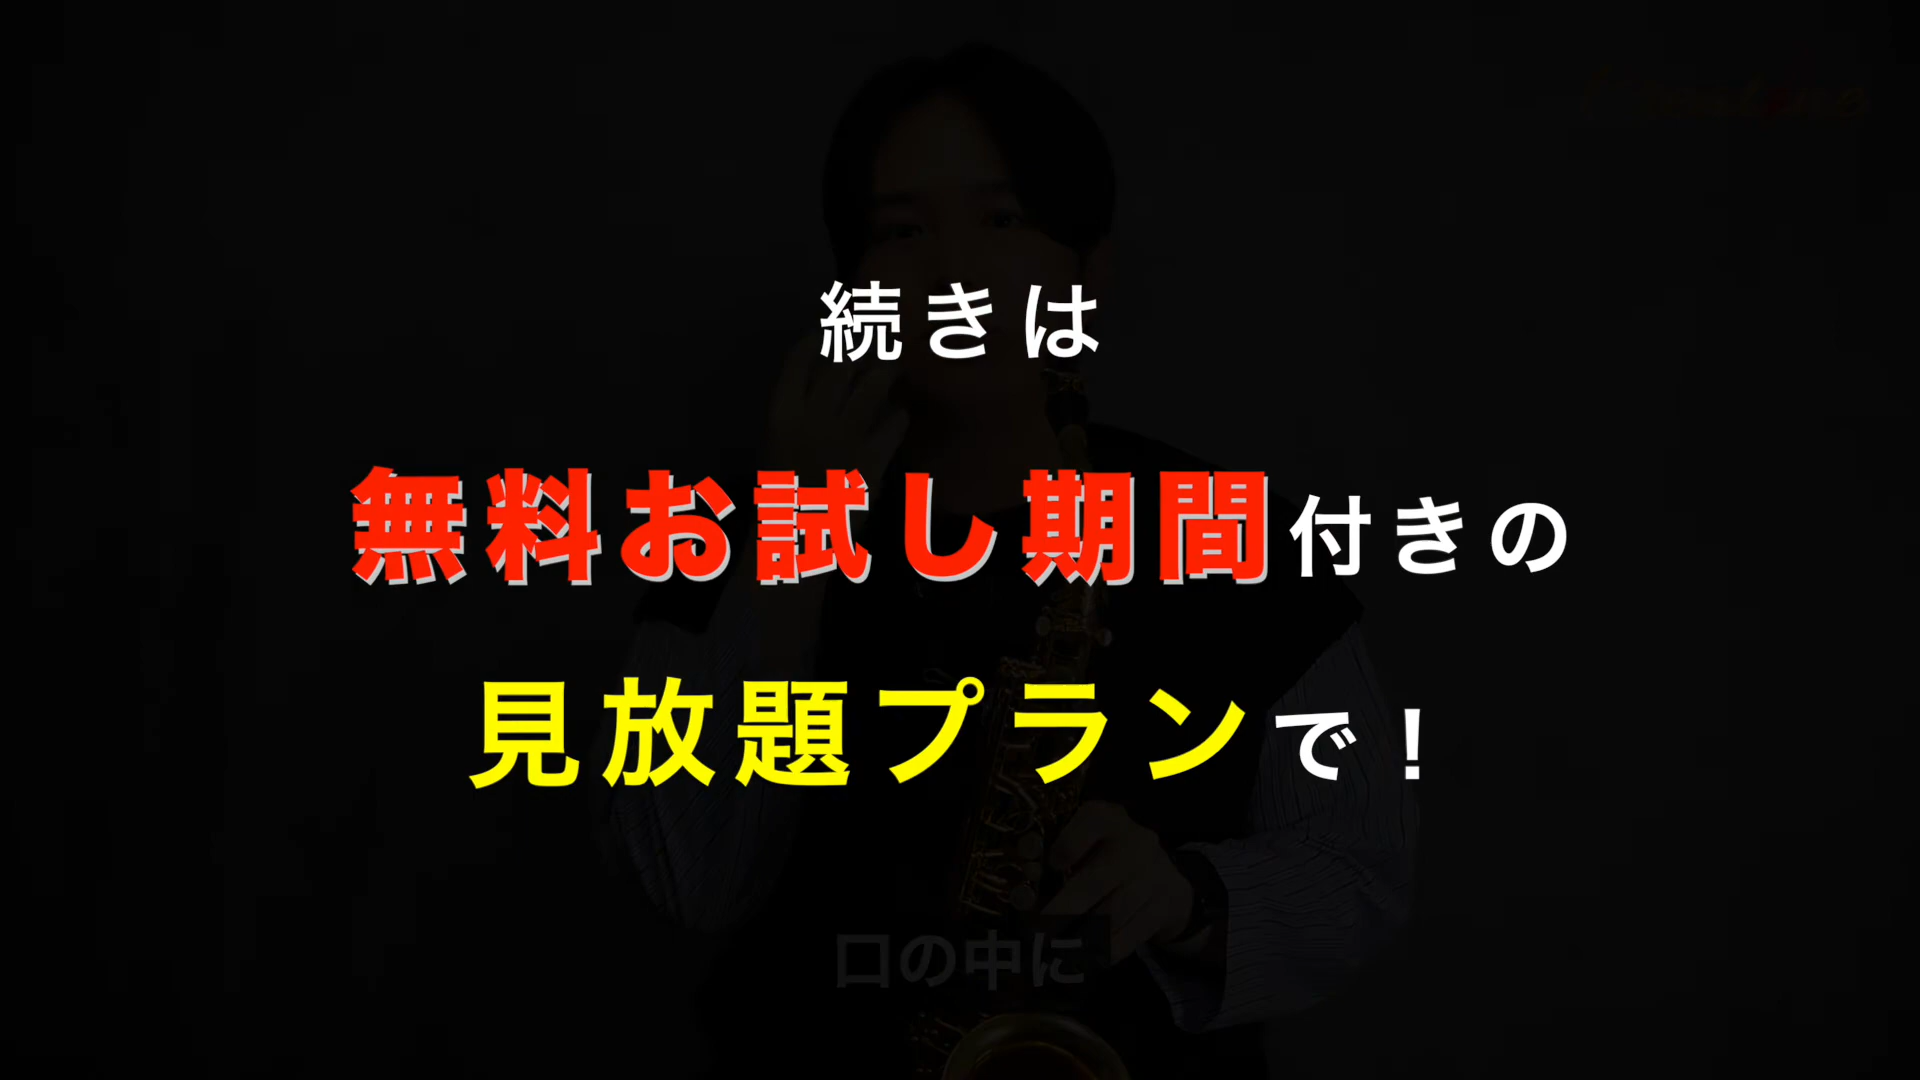 続きは
無料お試し期間付きの
見放題プランで！
口の中に